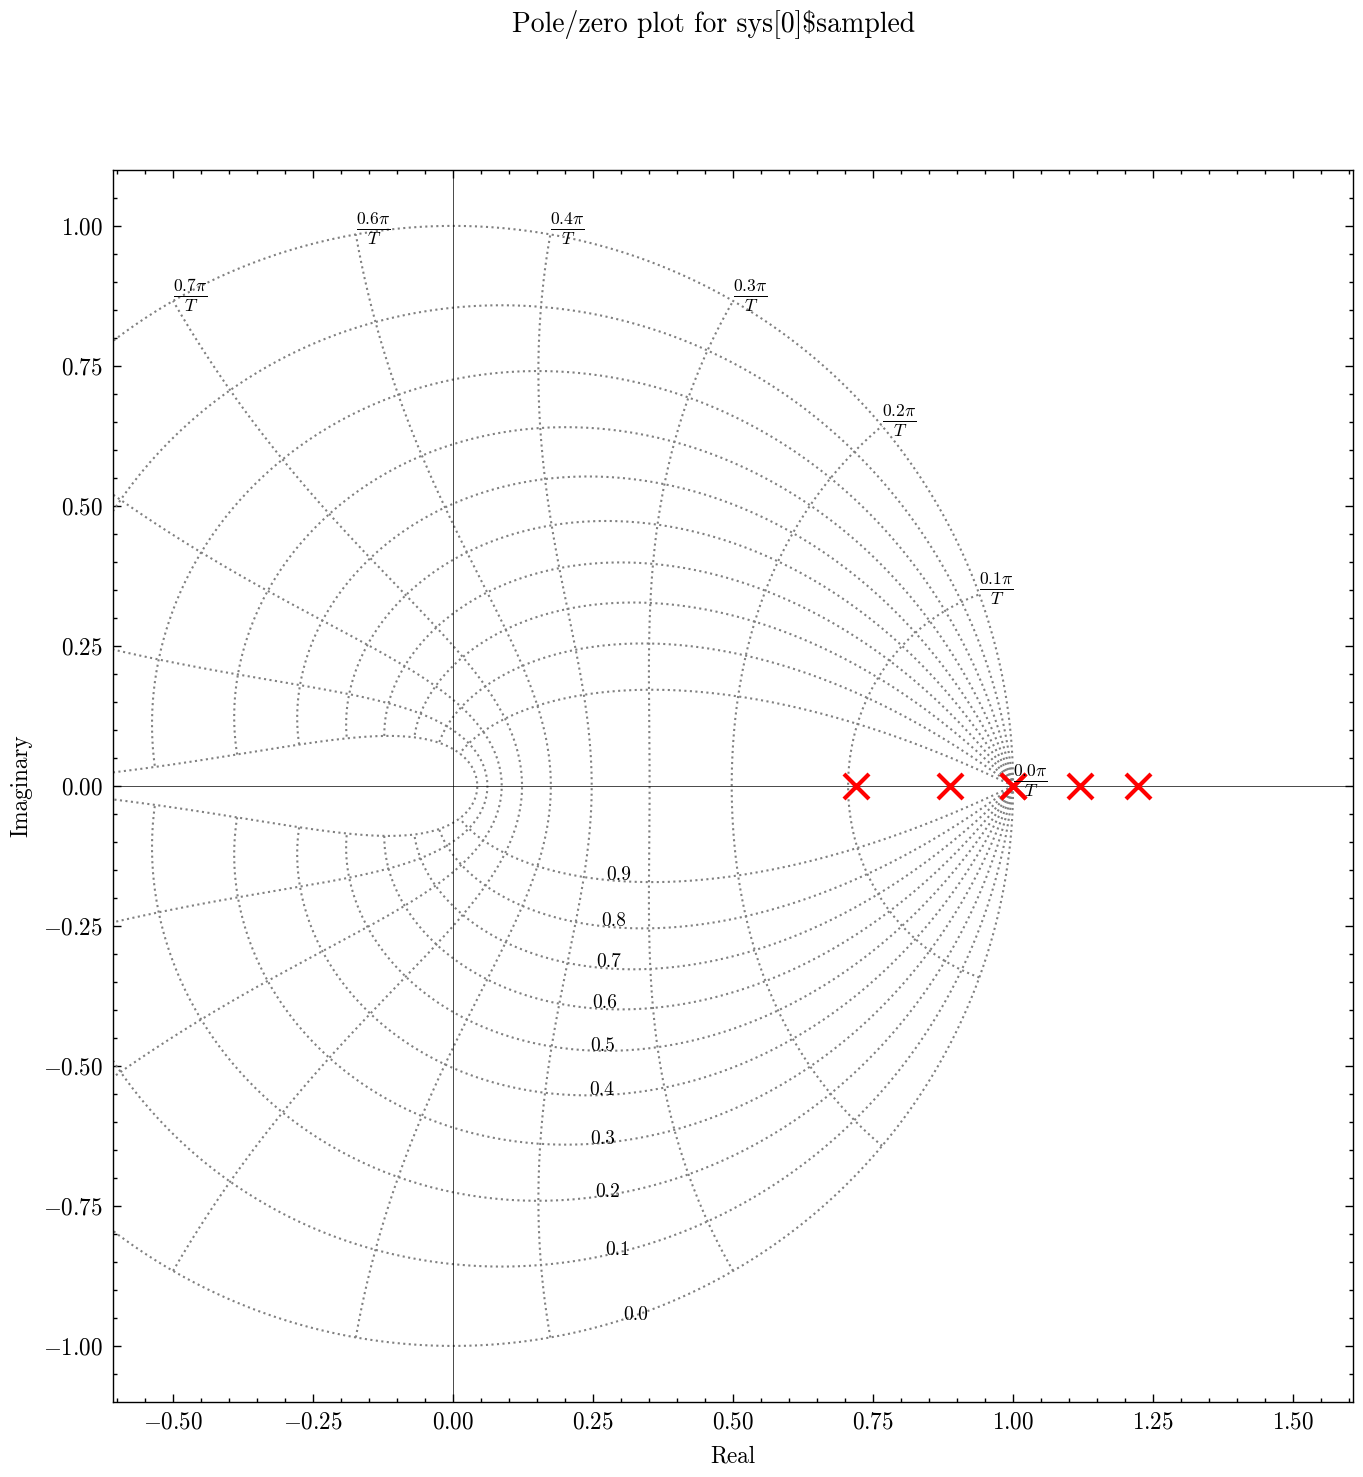 Pole/zero plot for sys[0]$sampled
1.00
0.75
0.50
0.25
0.00
−0.25
−0.50
−0.75
−1.00
Imaginary
0.6π
T
0.4π
T
0.7π
T
0.3π
T
0.2π
T
0.1π
T
0.0π
T
0.9
0.8
0.7
0.6
0.5
0.4
0.3
0.2
0.1
0.0
−0.50 −0.25 0.00 0.25 0.50 0.75 1.00 1.25 1.50
Real